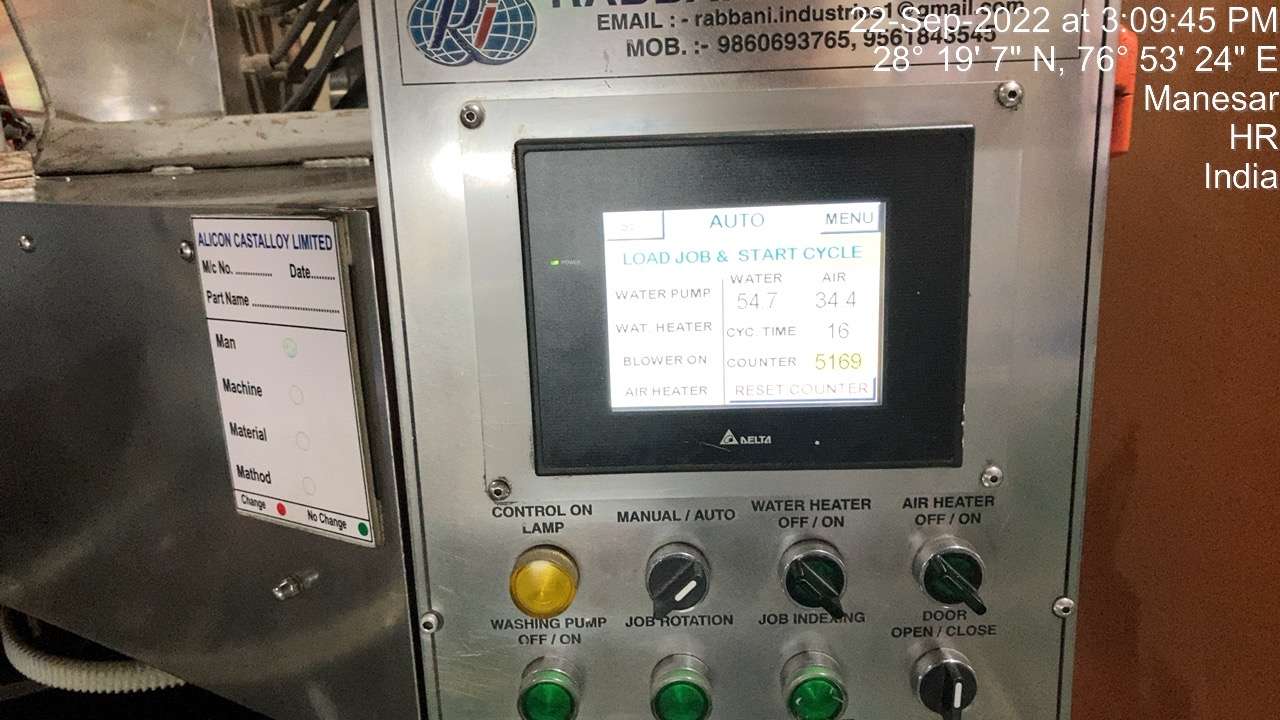 Ri
EMAIL : - rabbani.industries1@gmail.com
MOB. :- 9860693765, 9561843545
22-Sep-2022 at 3:09:45 PM
28° 19' 7" N, 76° 53' 24" E
Manesar
HR
India
ALICON CASTALLOY LIMITED
M/c No. ............ Date.........
Part Name ..............................
Man
Machine
Material
Mathod
Change No Change
POWER
AUTO MENU
LOAD JOB & START CYCLE
WATER AIR
WATER PUMP 54.7 34.4
WAT. HEATER CYC. TIME 16
BLOWER ON COUNTER 5169
AIR HEATER RESET COUNTER
DELTA
CONTROL ON
LAMP
MANUAL / AUTO
WATER HEATER
OFF / ON
AIR HEATER
OFF / ON
WASHING PUMP
OFF / ON
JOB ROTATION
JOB INDEXING
DOOR
OPEN / CLOSE